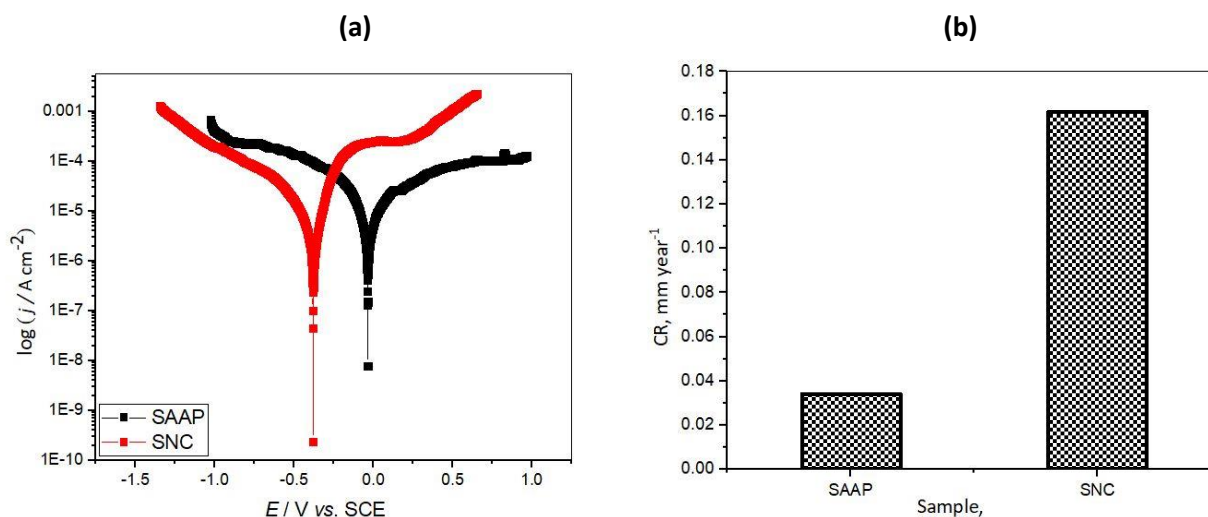 (a)
(b)
log ( j / A cm⁻²)
0.001
1E-4
1E-5
1E-6
1E-7
1E-8
1E-9
1E-10
SAAP
SNC
-1.5 -1.0 -0.5 0.0 0.5 1.0
E / V vs. SCE
CR, mm year⁻¹
0.18
0.16
0.14
0.12
0.10
0.08
0.06
0.04
0.02
0.00
SAAP SNC
Sample,